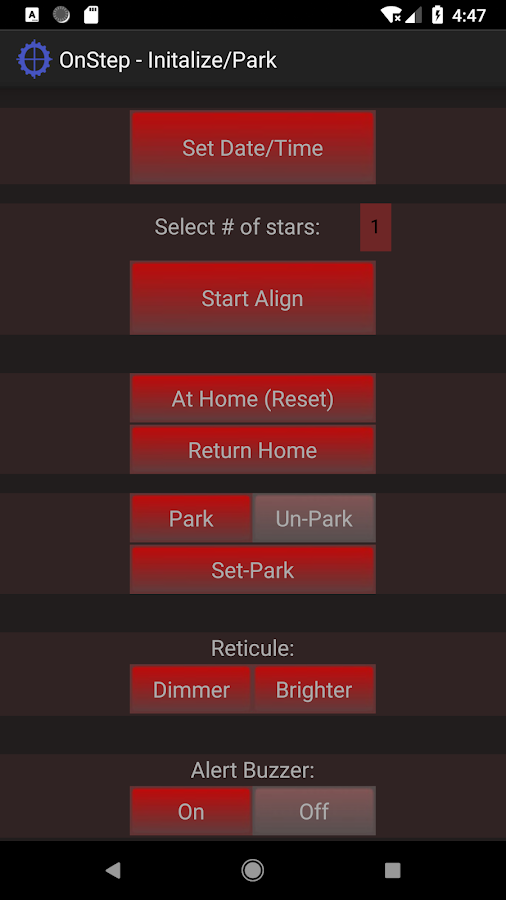 A 4:47
OnStep - Initalize/Park
Set Date/Time
Select # of stars: 1
Start Align
At Home (Reset)
Return Home
Park Un-Park
Set-Park
Reticule:
Dimmer Brighter
Alert Buzzer:
On Off